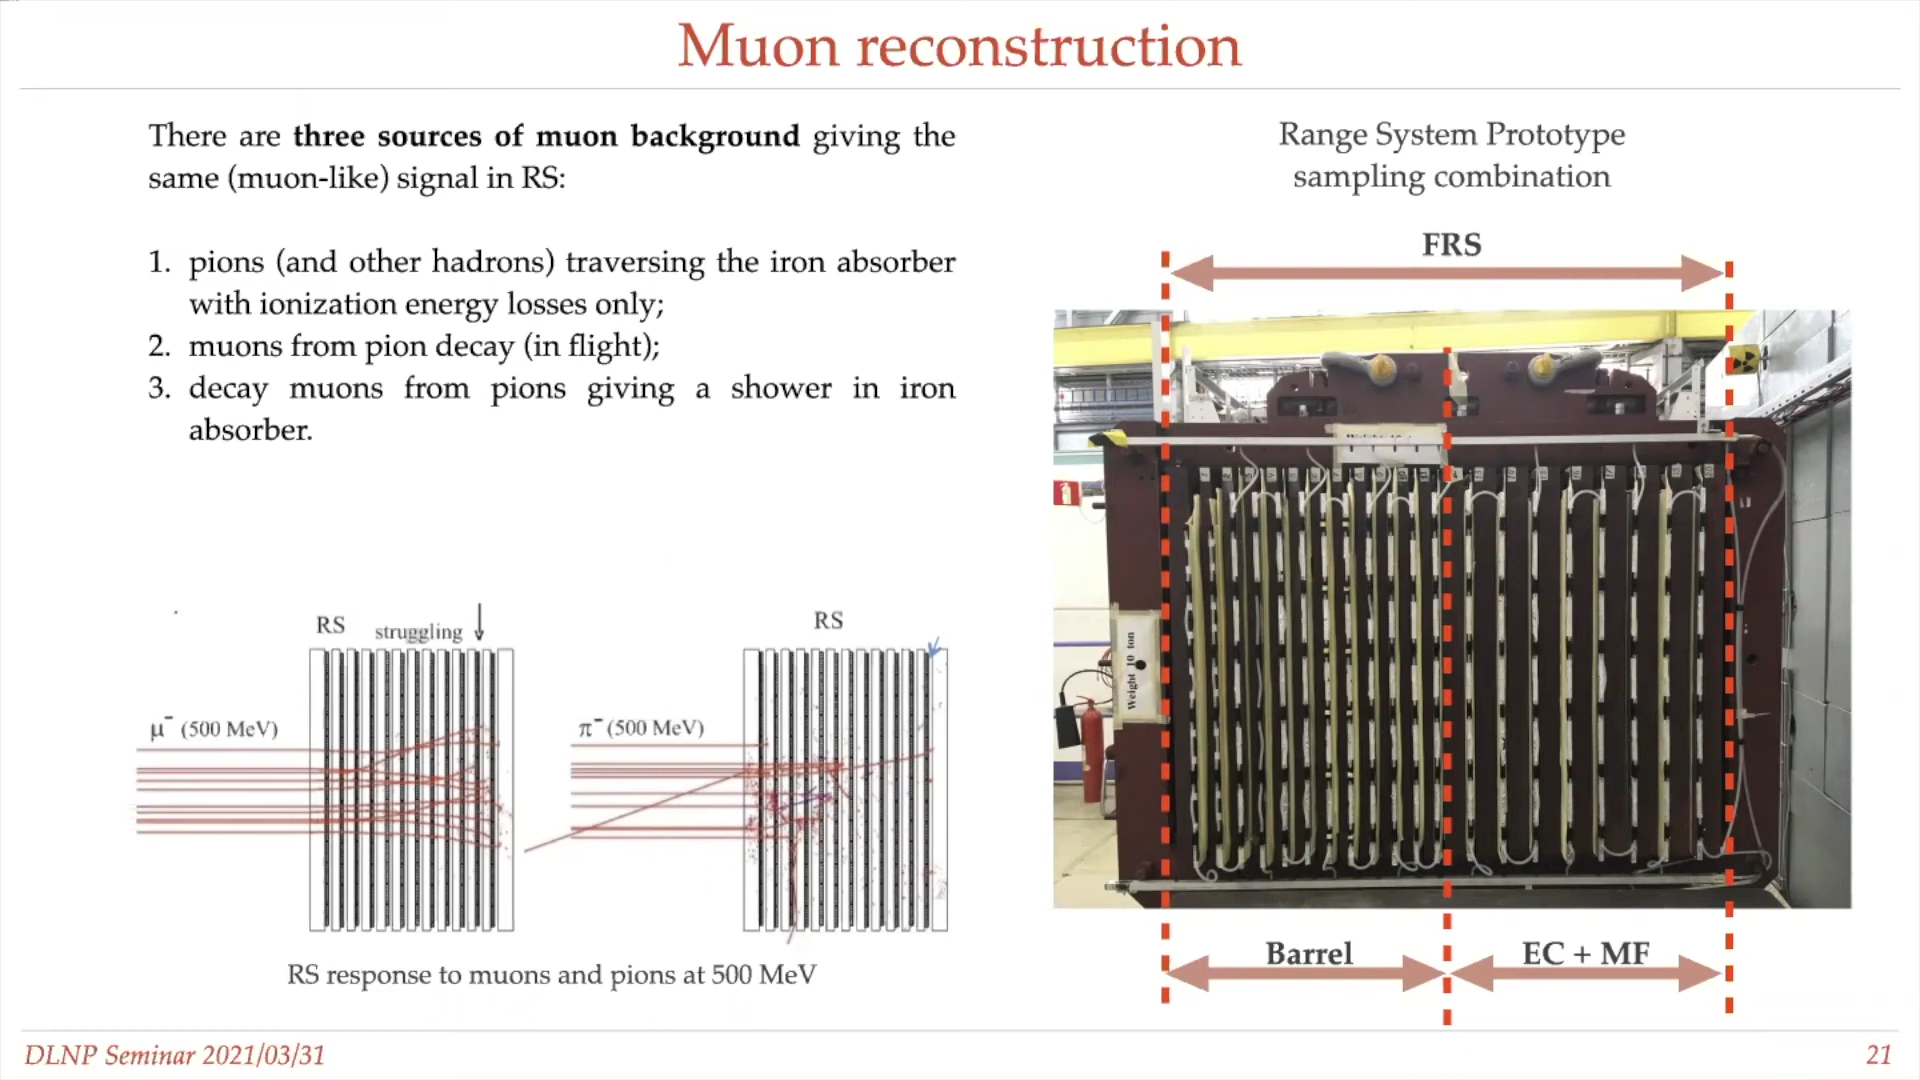 Muon reconstruction
There are three sources of muon background giving the
same (muon-like) signal in RS:
1. pions (and other hadrons) traversing the iron absorber
with ionization energy losses only;
2. muons from pion decay (in flight);
3. decay muons from pions giving a shower in iron
absorber.
RS struggling
μ⁻ (500 MeV)
RS
π⁻ (500 MeV)
RS response to muons and pions at 500 MeV
Range System Prototype
sampling combination
FRS
Weight 10 ton
Barrel
EC + MF
DLNP Seminar 2021/03/31
21